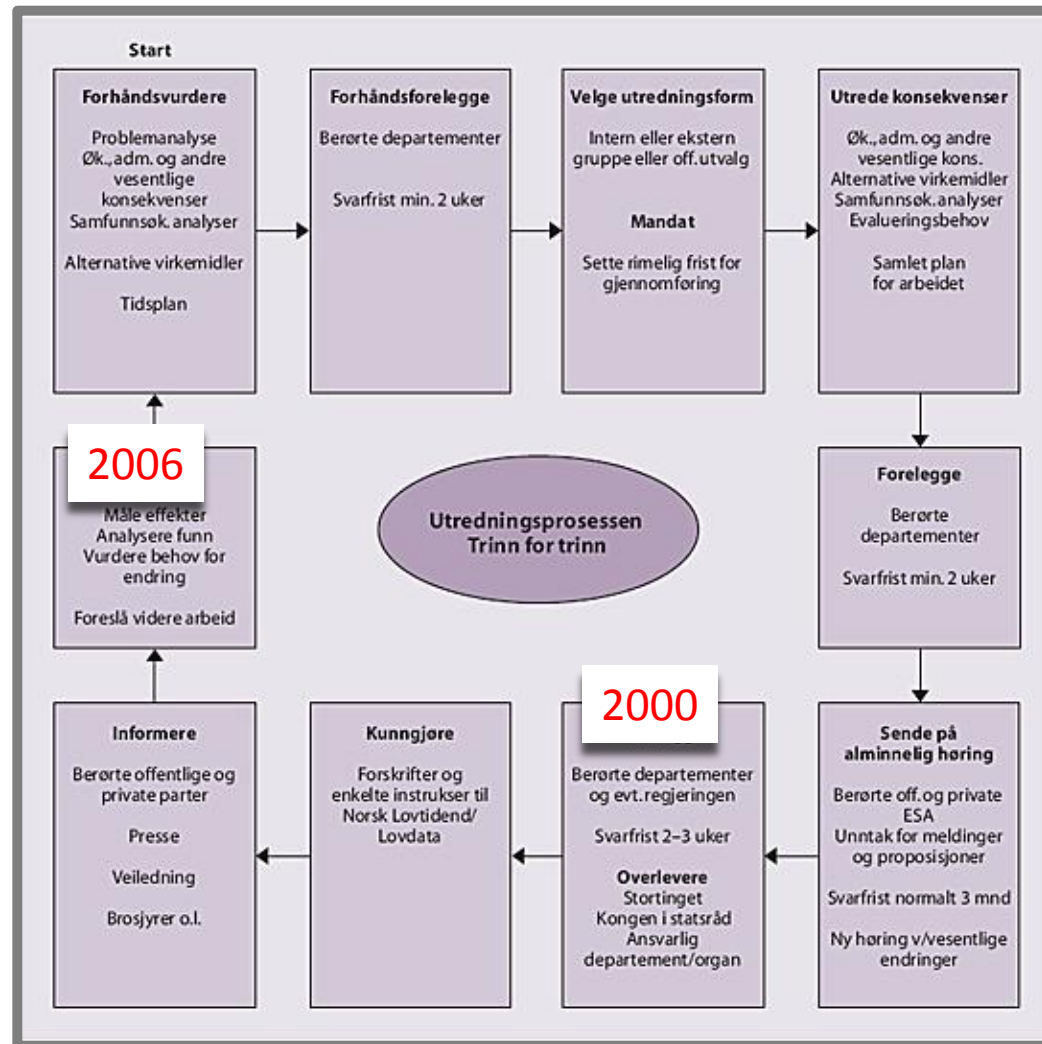 Start
Forhåndsvurdere
Problemanalyse
Øk., adm. og andre
vesentlige
konsekvenser
Samfunnsøk. analyser
Alternative virkemidler
Tidsplan
Forhåndsforelegge
Berørte departementer
Svarfrist min. 2 uker
Velge utredningsform
Intern eller ekstern
gruppe eller off. utvalg
Mandat
Sette rimelig frist for
gjennomføring
Utrede konsekvenser
Øk., adm. og andre
vesentlige kons.
Alternative virkemidler
Samfunnsøk. analyser
Evalueringsbehov
Samlet plan
for arbeidet
2006
Måle effekter
Analysere funn
Vurdere behov for
endring
Foreslå videre arbeid
Utredningsprosessen
Trinn for trinn
Forelegge
Berørte
departementer
Svarfrist min. 2 uker
Informere
Berørte offentlige og
private parter
Presse
Veiledning
Brosjyrer o.l.
Kunngjøre
Forskrifter og
enkelte instrukser til
Norsk Lovtidend/
Lovdata
2000
Berørte departementer
og evt. regjeringen
Svarfrist 2–3 uker
Overlevere
Stortinget
Kongen i statsråd
Ansvarlig
departement/organ
Sende på
alminnelig høring
Berørte off. og private
ESA
Unntak for meldinger
og proposisjoner
Svarfrist normalt 3 mnd
Ny høring v/vesentlige
endringer